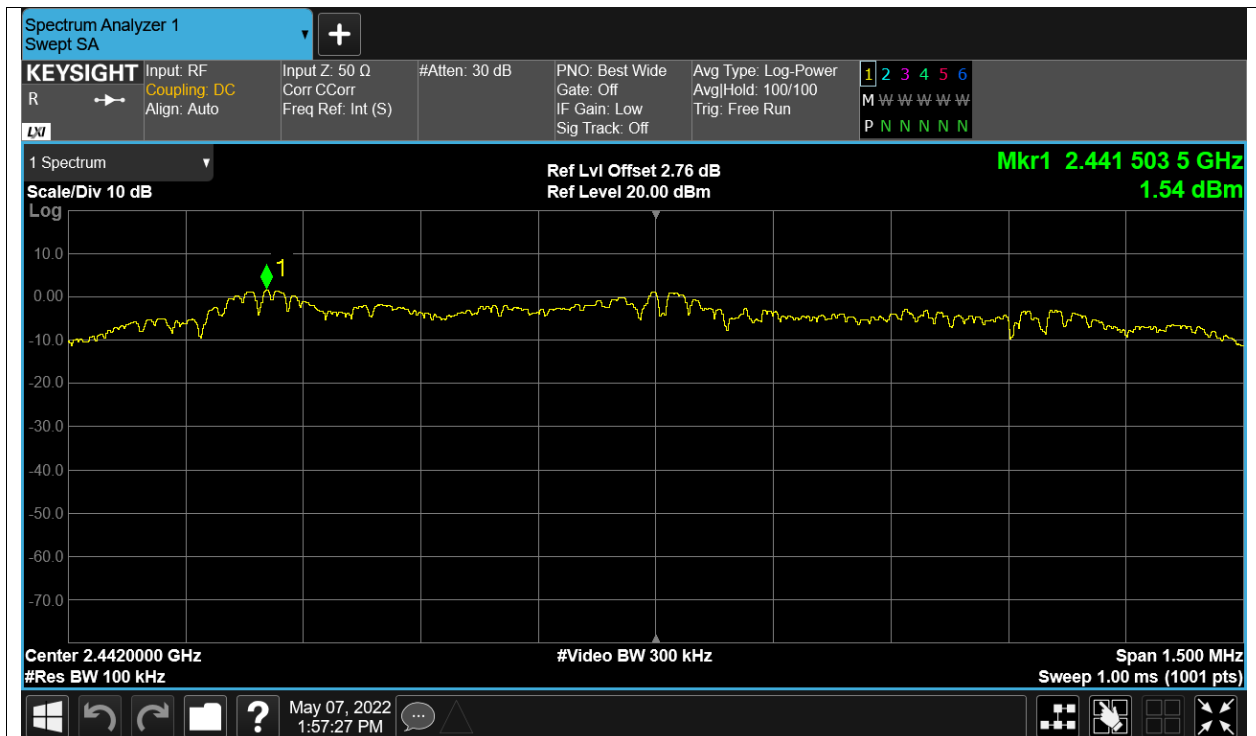 Spectrum Analyzer 1
Swept SA
KEYSIGHT
R
LXI
Input: RF
Coupling: DC
Align: Auto
Input Z: 50 Ω
Corr CCorr
Freq Ref: Int (S)
#Atten: 30 dB
PNO: Best Wide
Gate: Off
IF Gain: Low
Sig Track: Off
Avg Type: Log-Power
Avg|Hold: 100/100
Trig: Free Run
1 2 3 4 5 6
M W W W W W
P N N N N N
1 Spectrum
Scale/Div 10 dB
Log
Ref Lvl Offset 2.76 dB
Ref Level 20.00 dBm
Mkr1 2.441 503 5 GHz
1.54 dBm
1
10.0
0.00
-10.0
-20.0
-30.0
-40.0
-50.0
-60.0
-70.0
Center 2.4420000 GHz
#Res BW 100 kHz
#Video BW 300 kHz
Span 1.500 MHz
Sweep 1.00 ms (1001 pts)
?
May 07, 2022
1:57:27 PM